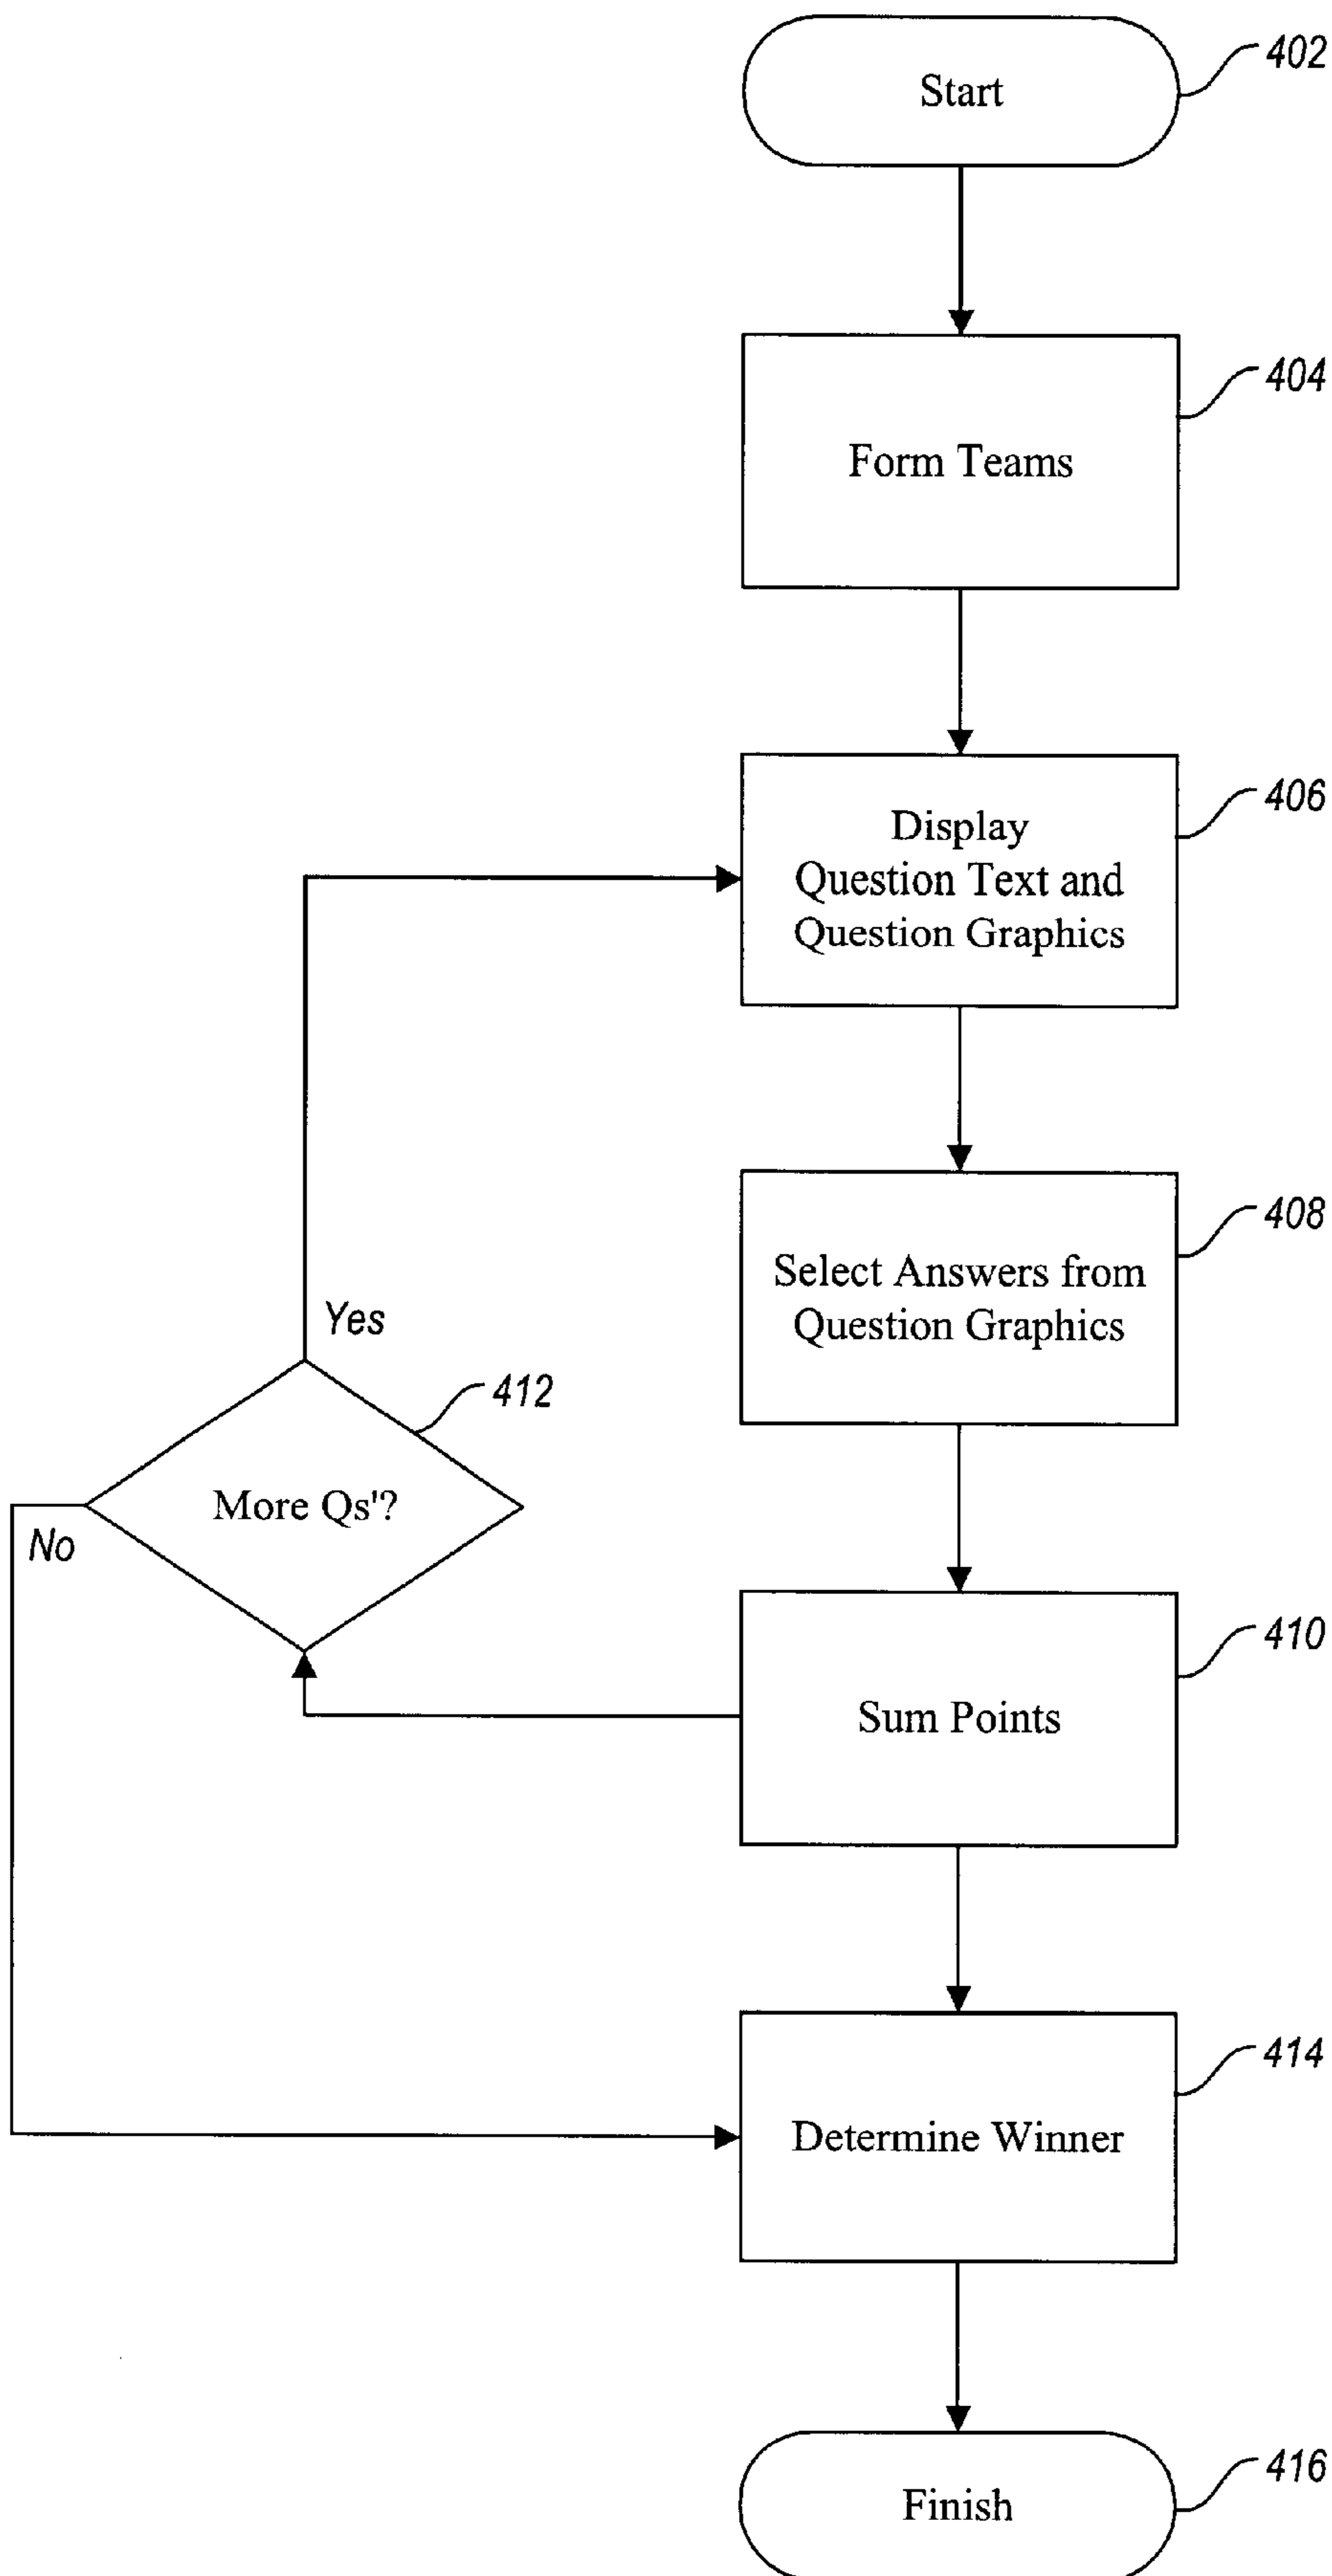 Start
402
Form Teams
404
Display
Question Text and
Question Graphics
406
Select Answers from
Question Graphics
408
Yes
412
More Qs'?
No
Sum Points
410
Determine Winner
414
Finish
416